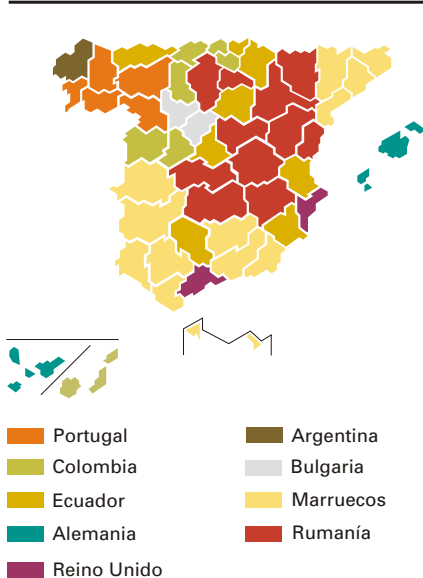 Portugal
Colombia
Ecuador
Alemania
Reino Unido
Argentina
Bulgaria
Marruecos
Rumanía